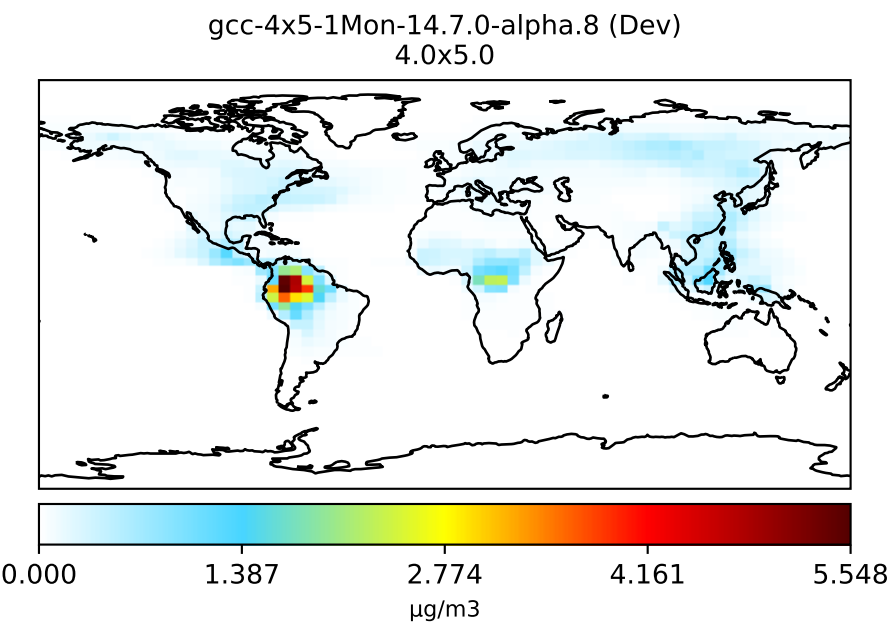 gcc-4x5-1Mon-14.7.0-alpha.8 (Dev)
4.0x5.0
0.000 1.387 2.774 4.161 5.548
μg/m3